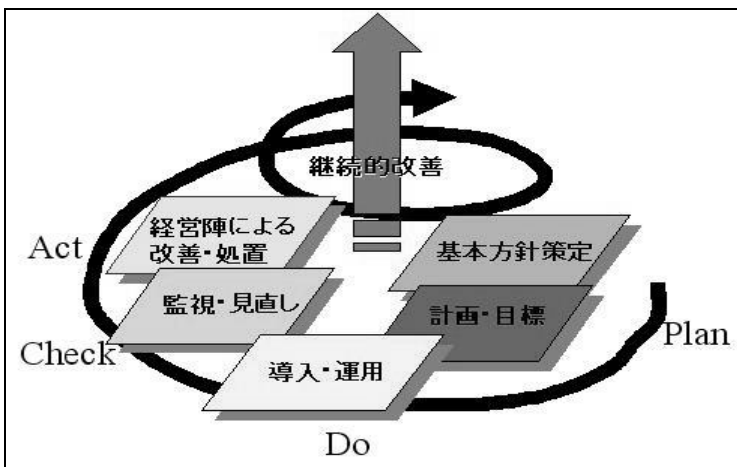 継続的改善
経営陣による
改善・処置
基本方針策定
Act
監視・見直し
計画・目標
Plan
Check
導入・運用
Do